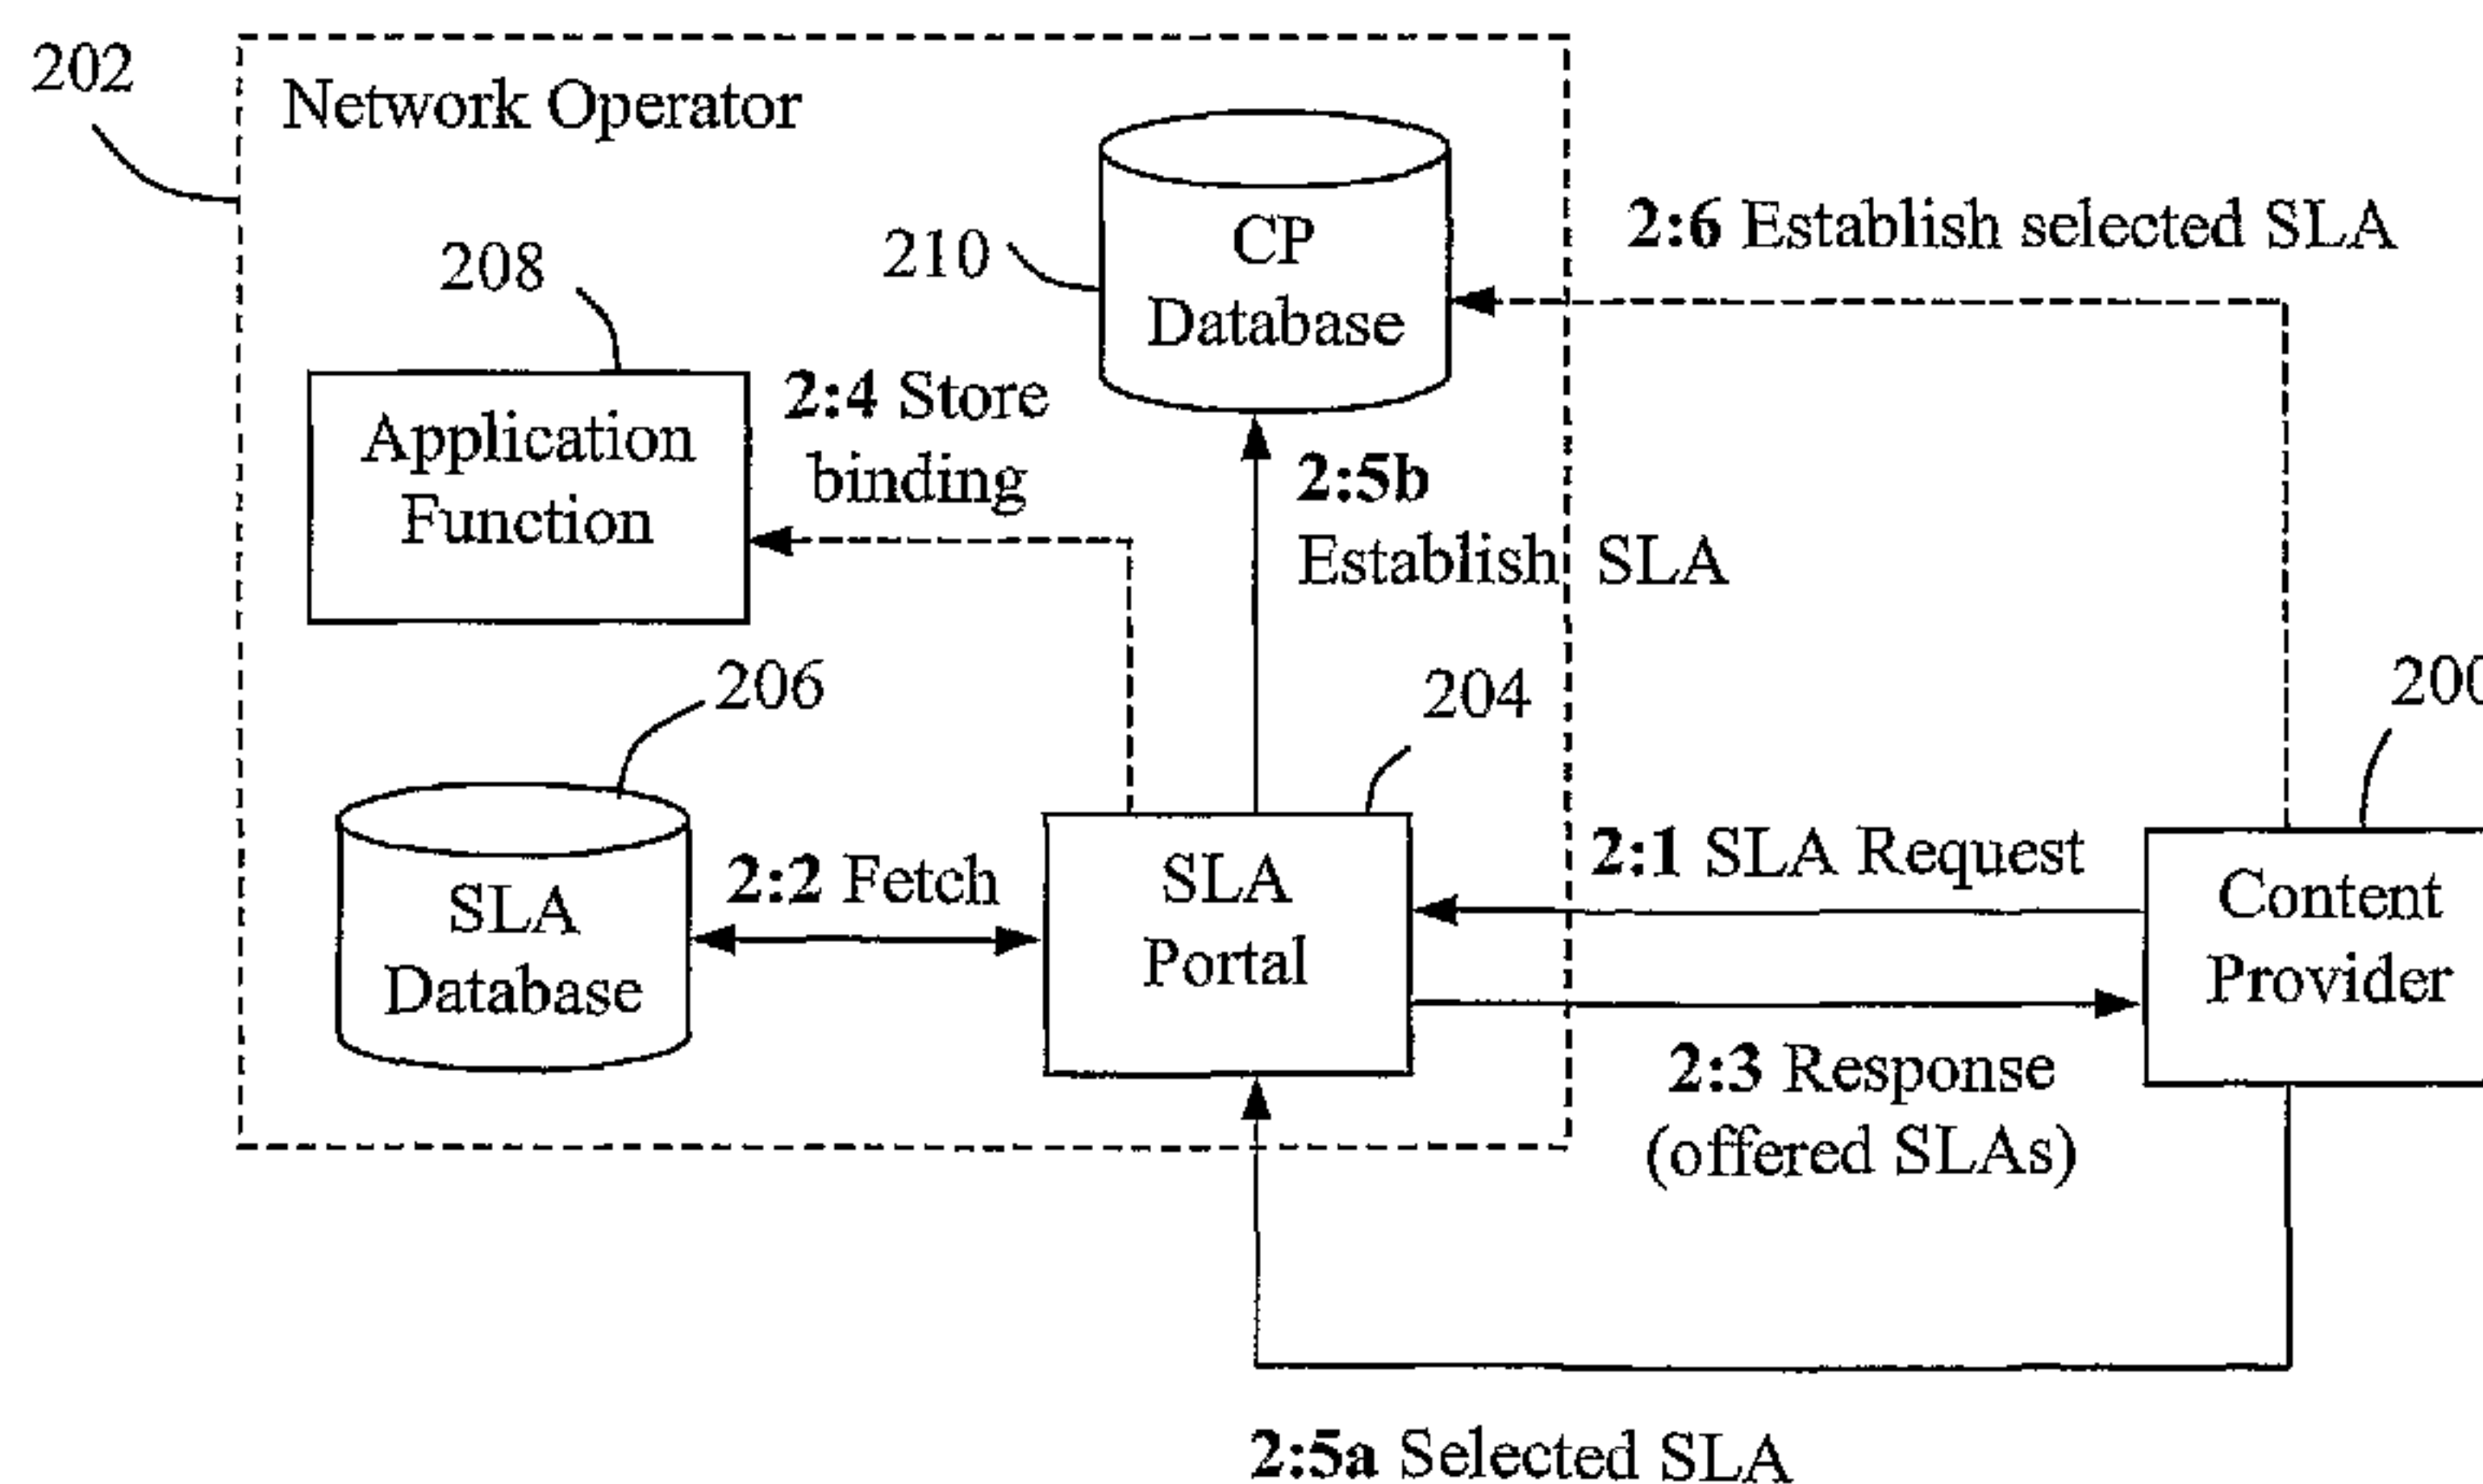 202
Network Operator
208
210
CP
Database
2:6 Establish selected SLA
Application
Function
2:4 Store
binding
2:5b
Establish SLA
206
204
200
SLA
Database
2:2 Fetch
SLA
Portal
2:1 SLA Request
Content
Provider
2:3 Response
(offered SLAs)
2:5a Selected SLA